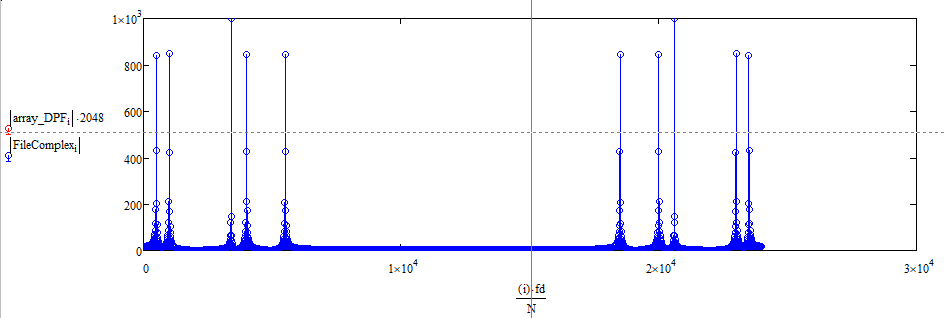 1×10³
800
600
400
200
0
|array_DPFᵢ|·2048
|FileComplexᵢ|
0
1×10⁴
2×10⁴
3×10⁴
(i)·fd
N